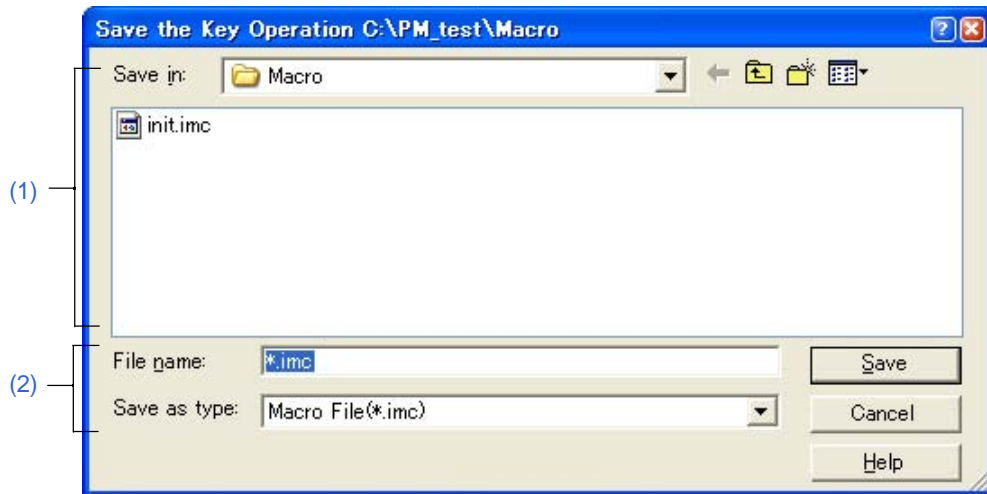 Save the Key Operation C:\PM_test\Macro
Save in: Macro
init.imc
(1)
File name: *.imc Save
(2)
Save as type: Macro File(*.imc) Cancel
Help